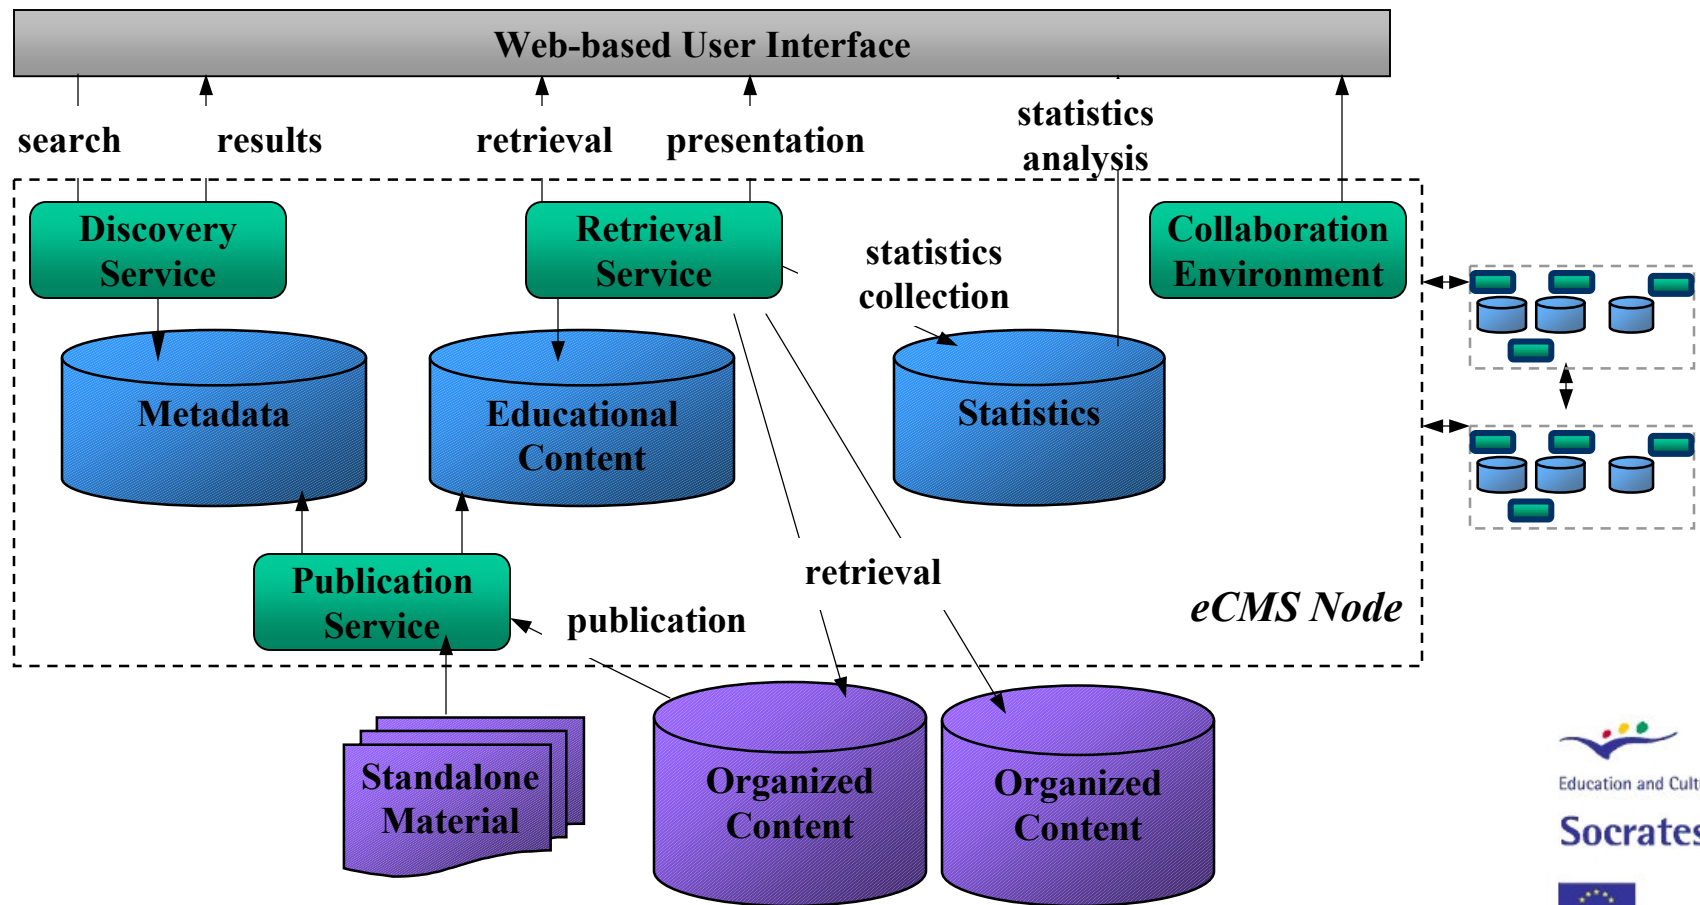 Web-based User Interface
search
results
retrieval
presentation
statistics
analysis
Discovery
Service
Retrieval
Service
statistics
collection
Collaboration
Environment
Metadata
Educational
Content
Statistics
Publication
Service
publication
retrieval
eCMS Node
Standalone
Material
Organized
Content
Organized
Content
Education and Cult
Socrates